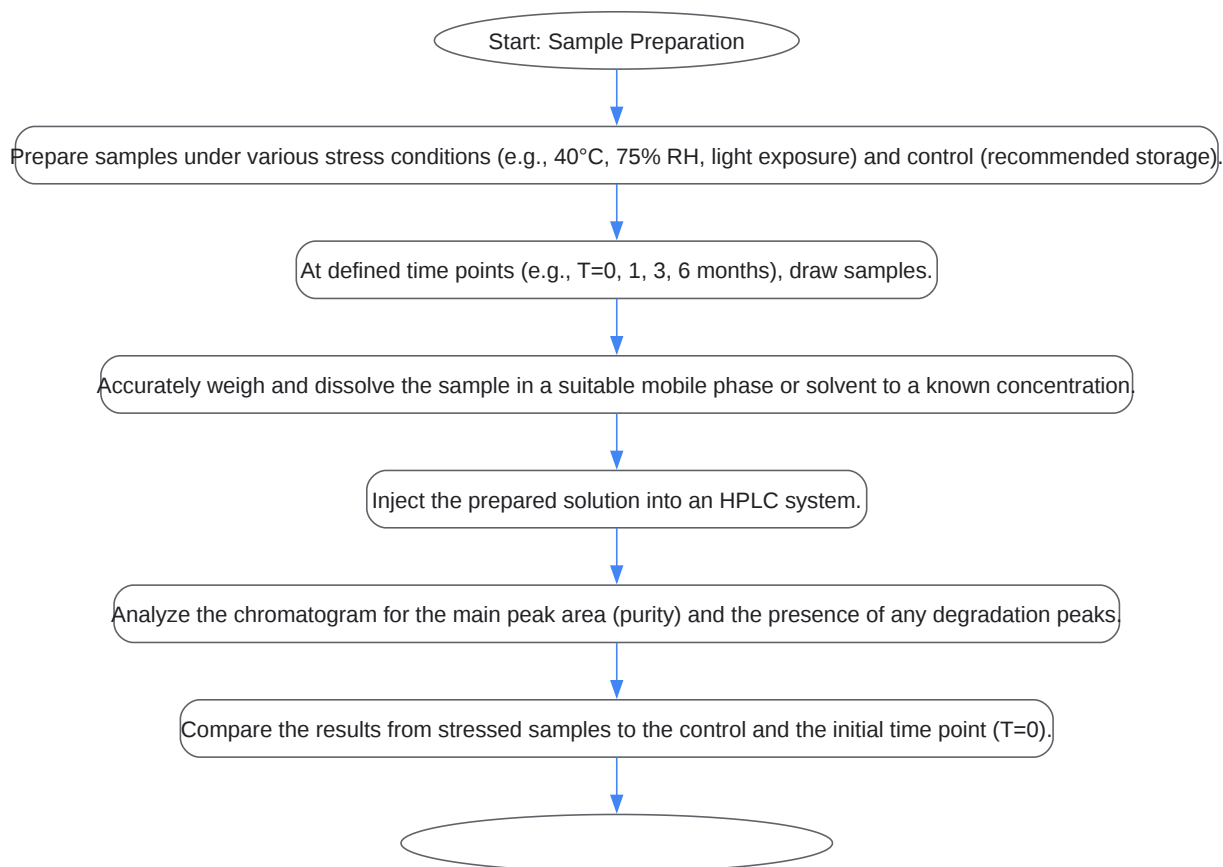 Start: Sample Preparation
Prepare samples under various stress conditions (e.g., 40°C, 75% RH, light exposure) and control (recommended storage).
At defined time points (e.g., T=0, 1, 3, 6 months), draw samples.
Accurately weigh and dissolve the sample in a suitable mobile phase or solvent to a known concentration.
Inject the prepared solution into an HPLC system.
Analyze the chromatogram for the main peak area (purity) and the presence of any degradation peaks.
Compare the results from stressed samples to the control and the initial time point (T=0).